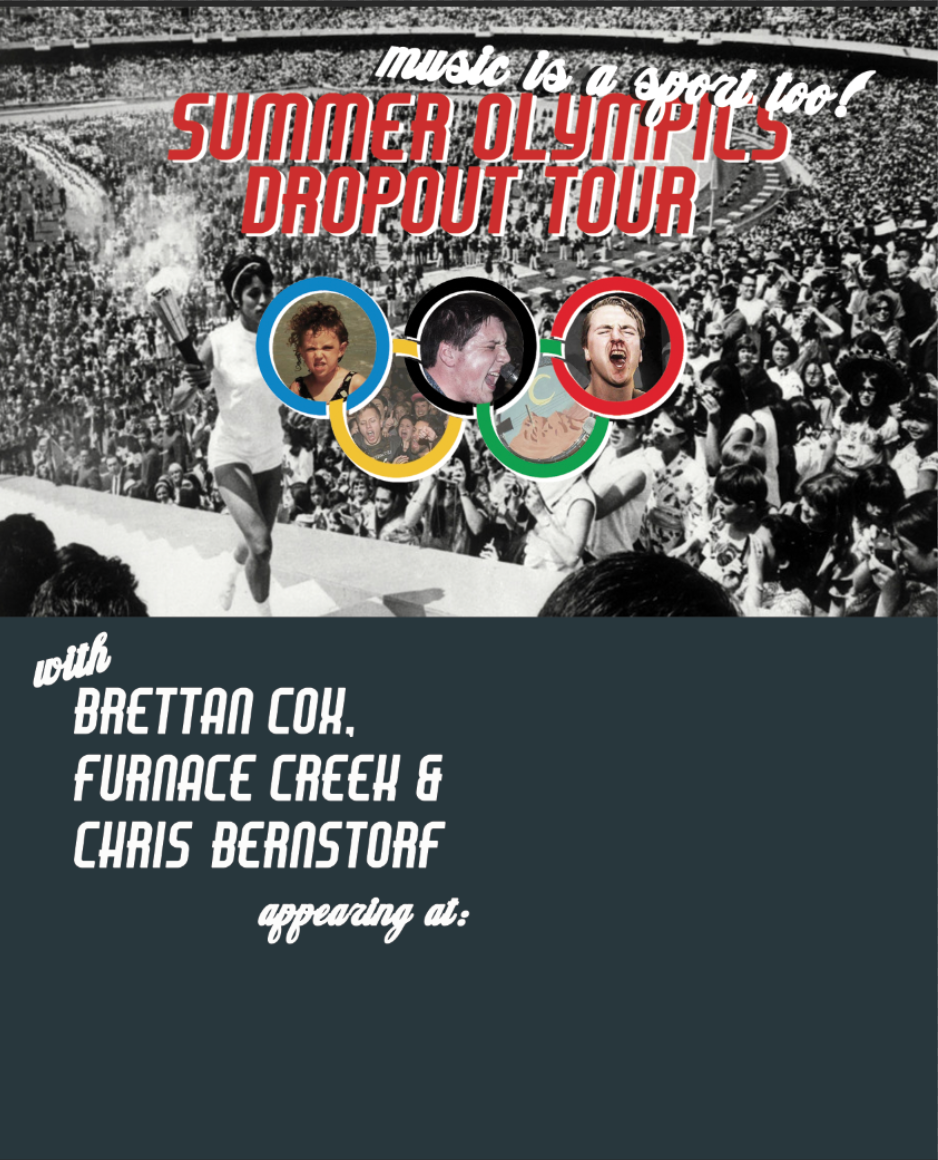 music is a sport too!
SUMMER OLYMPICS
DROPOUT TOUR
with
BRETTAN COX,
FURNACE CREEK &
CHRIS BERNSTORF
appearing at: